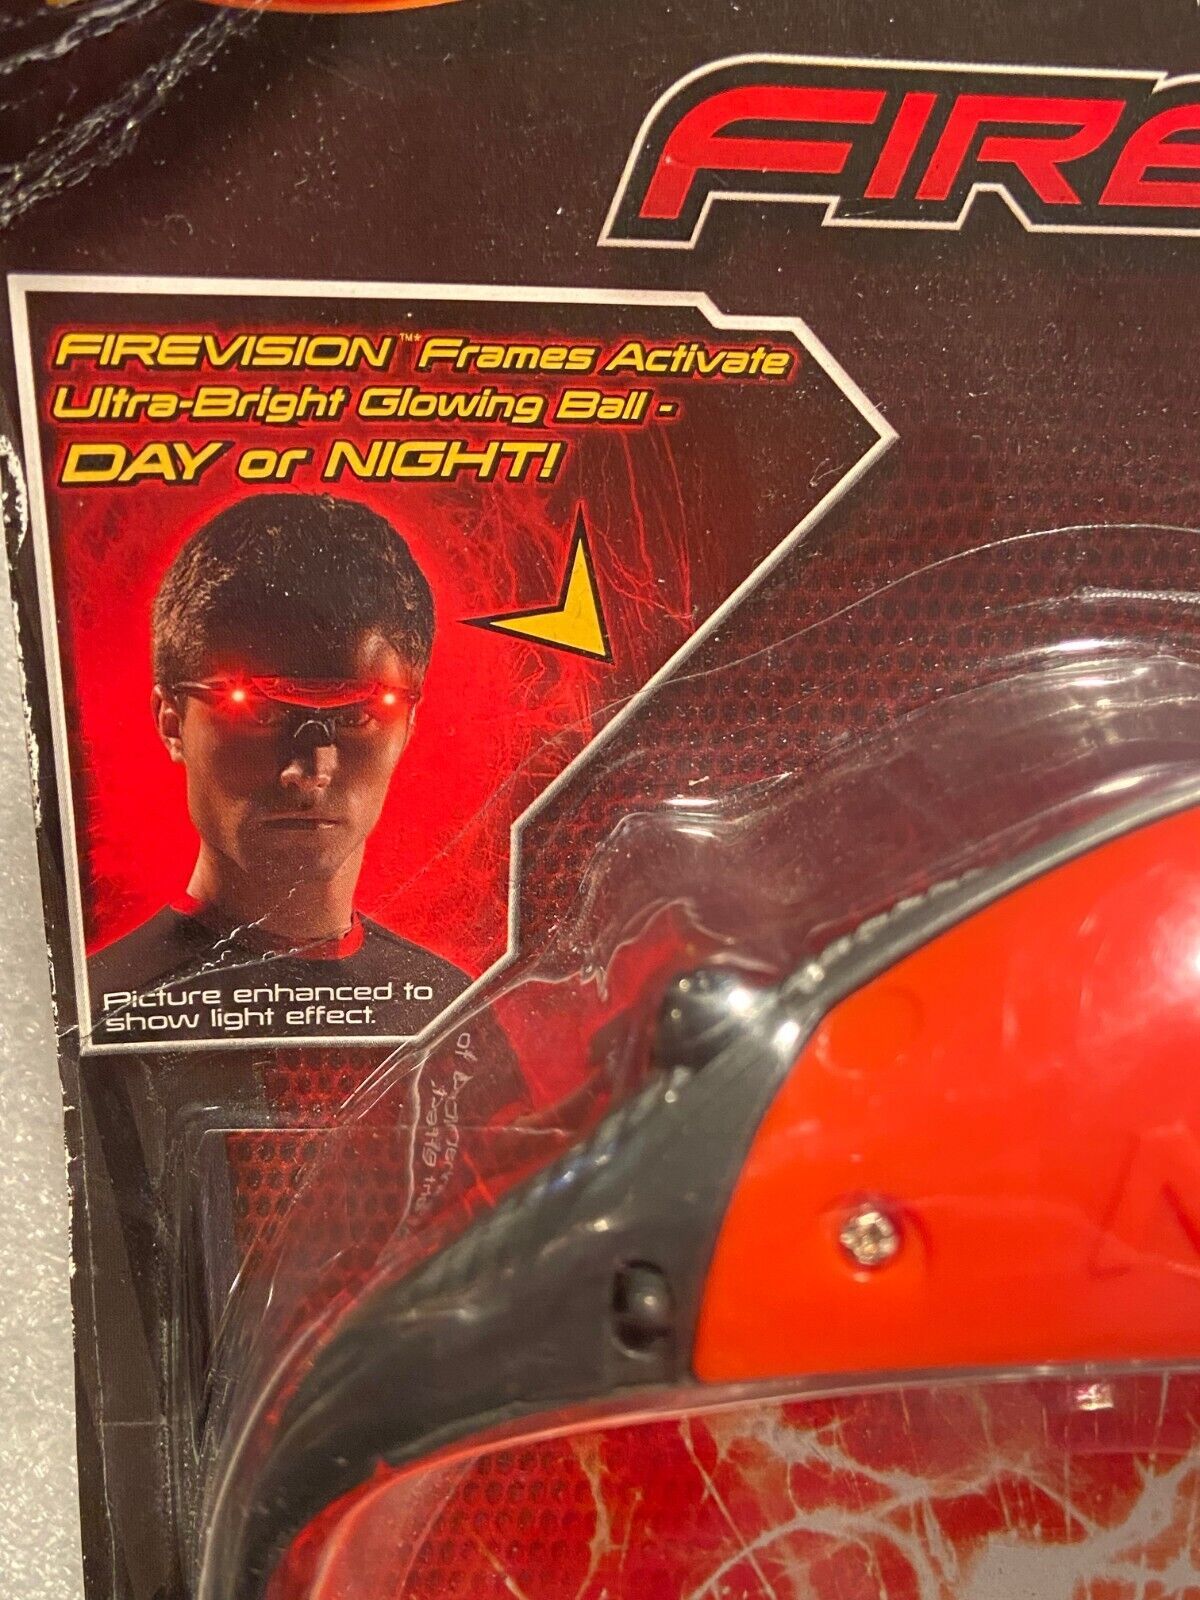 FIRE
FIREVISION™* Frames Activate
Ultra-Bright Glowing Ball -
DAY or NIGHT!
Picture enhanced to
show light effect.